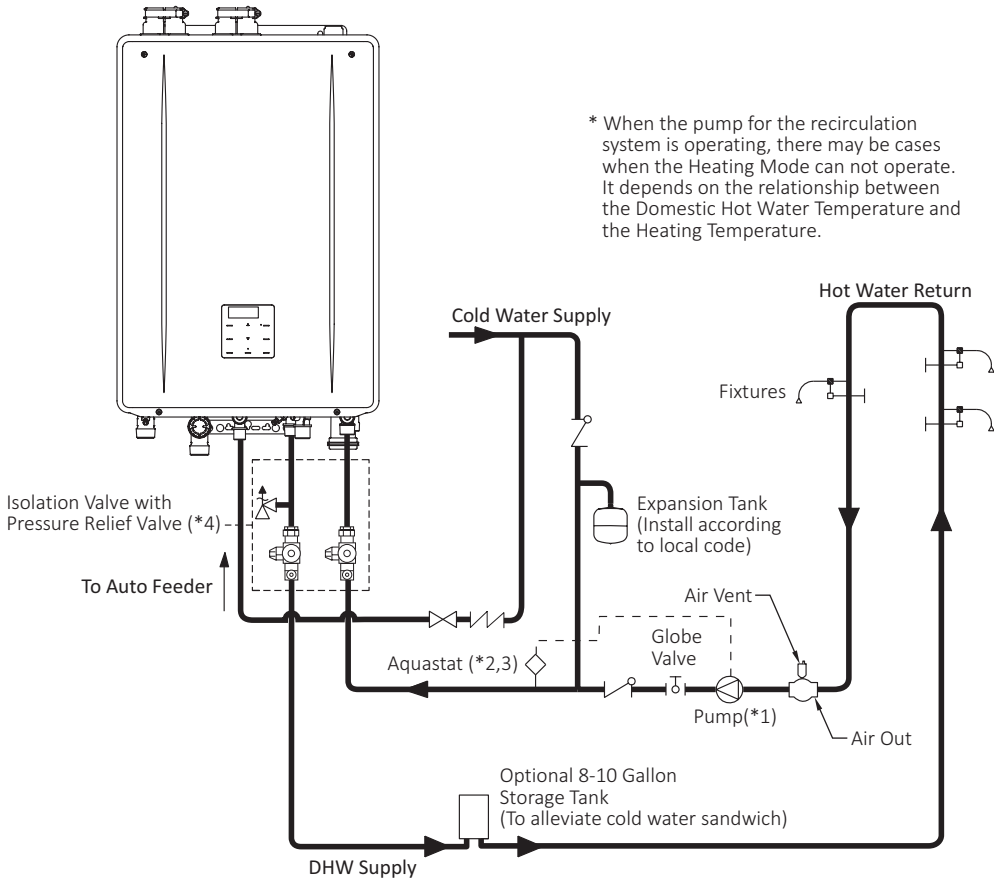 * When the pump for the recirculation
system is operating, there may be cases
when the Heating Mode can not operate.
It depends on the relationship between
the Domestic Hot Water Temperature and
the Heating Temperature.
Hot Water Return
Cold Water Supply
Fixtures
Isolation Valve with
Pressure Relief Valve (*4)
Expansion Tank
(Install according
to local code)
To Auto Feeder
Air Vent
Globe
Valve
Aquastat (*2,3)
Pump(*1)
Air Out
Optional 8-10 Gallon
Storage Tank
(To alleviate cold water sandwich)
DHW Supply